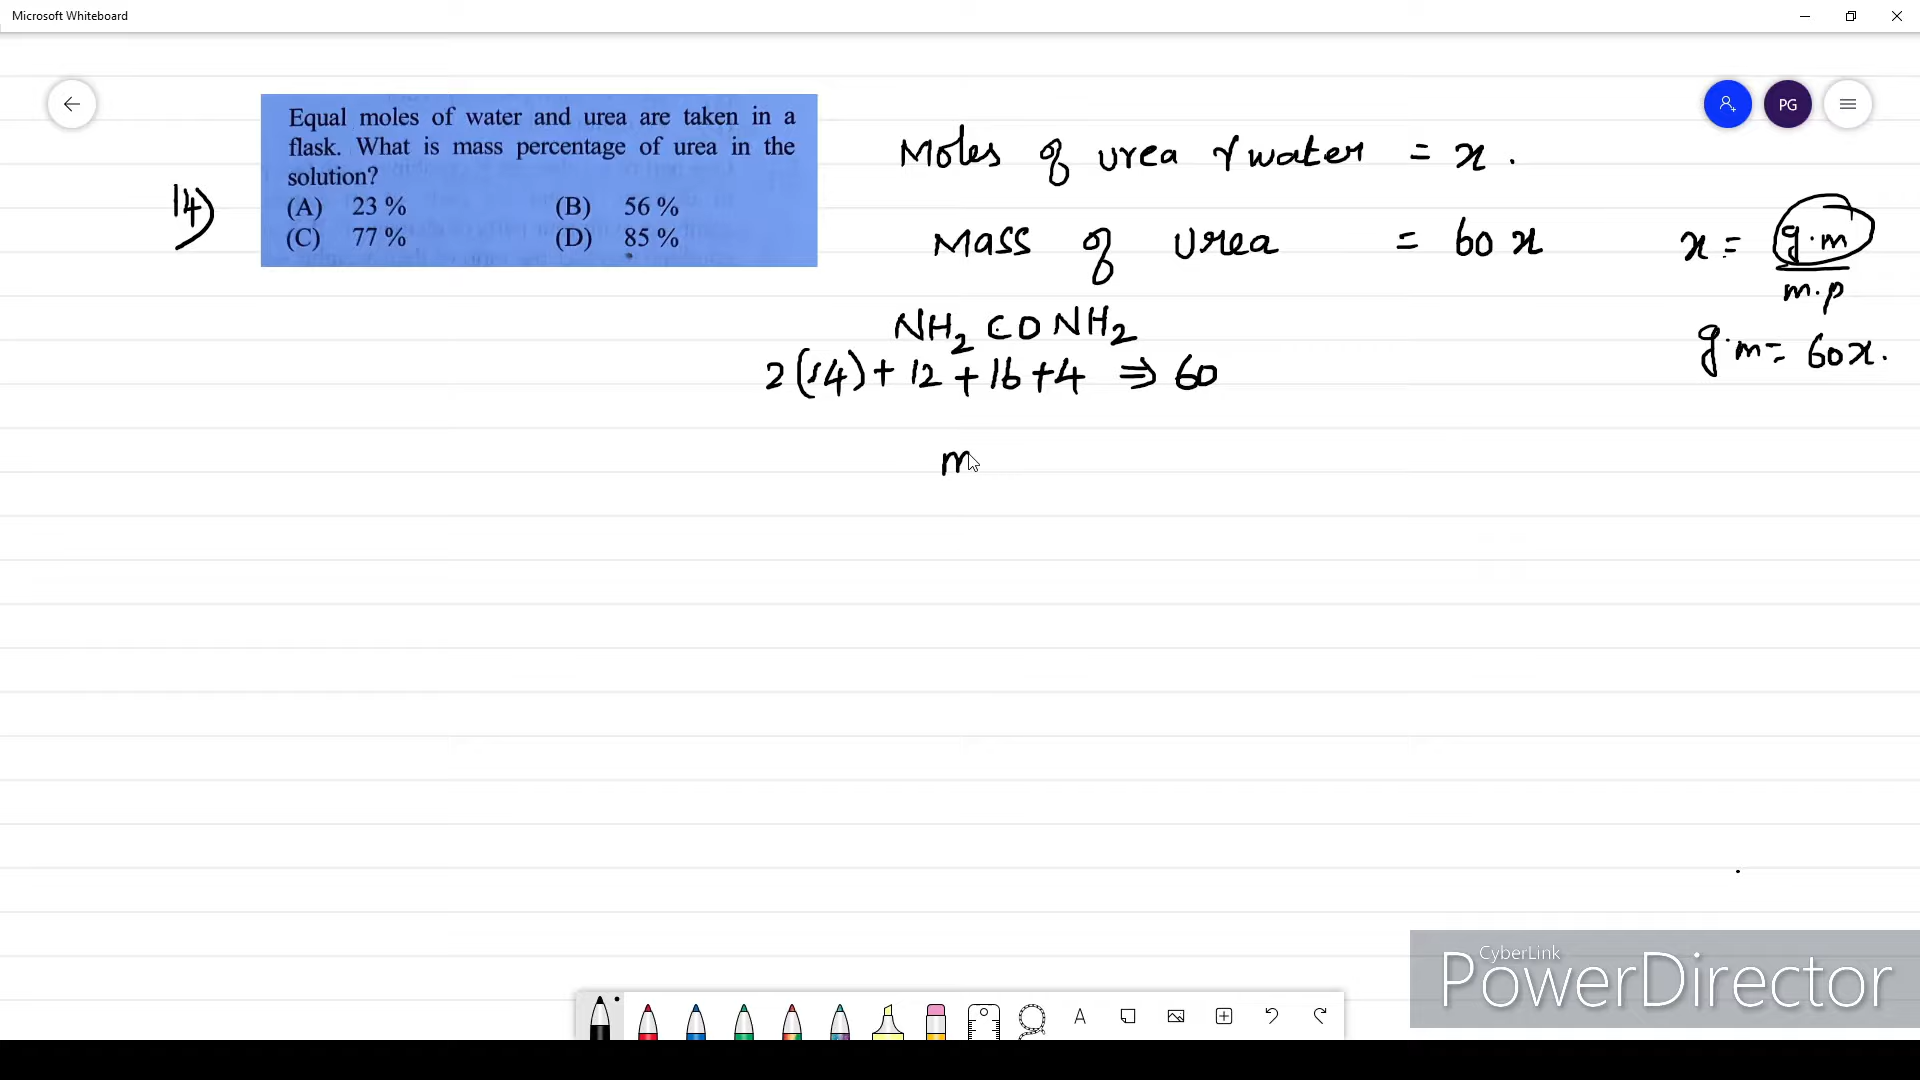 Microsoft Whiteboard
PG
14)
Equal moles of water and urea are taken in a
flask. What is mass percentage of urea in the
solution?
(A) 23 % (B) 56 %
(C) 77 % (D) 85 %
Moles of urea & water = x .
Mass of urea = 60 x
x = g.m
m.p
g.m = 60x.
NH2 CO NH2
2(14) + 12 + 16 + 4 ⇒ 60
m
A
CyberLink
PowerDirector